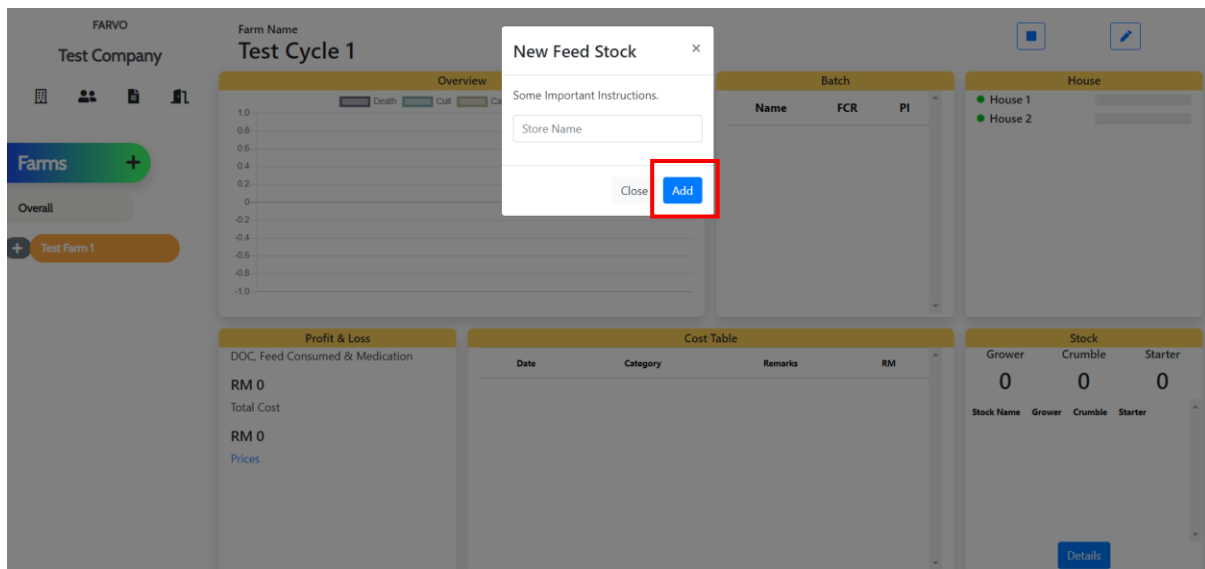 FARVO
Test Company
Farms +
Overall
+ Test Farm 1
Farm Name
Test Cycle 1
Overview
Death Cull Ca
1.0
0.8
0.6
0.4
0.2
0
-0.2
-0.4
-0.6
-0.8
-1.0
New Feed Stock ×
Some Important Instructions.
Store Name
Close Add
Batch
Name FCR PI
House
House 1
House 2
Profit & Loss
DOC, Feed Consumed & Medication
RM 0
Total Cost
RM 0
Prices
Cost Table
Date Category Remarks RM
Stock
Grower Crumble Starter
0 0 0
Stock Name Grower Crumble Starter
Details